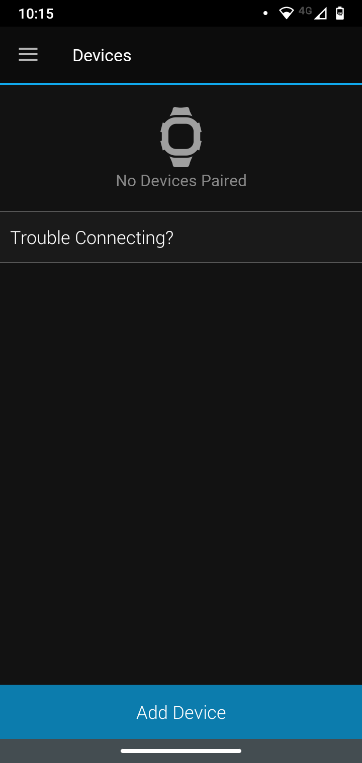 10:15
4G
Devices
No Devices Paired
Trouble Connecting?
Add Device